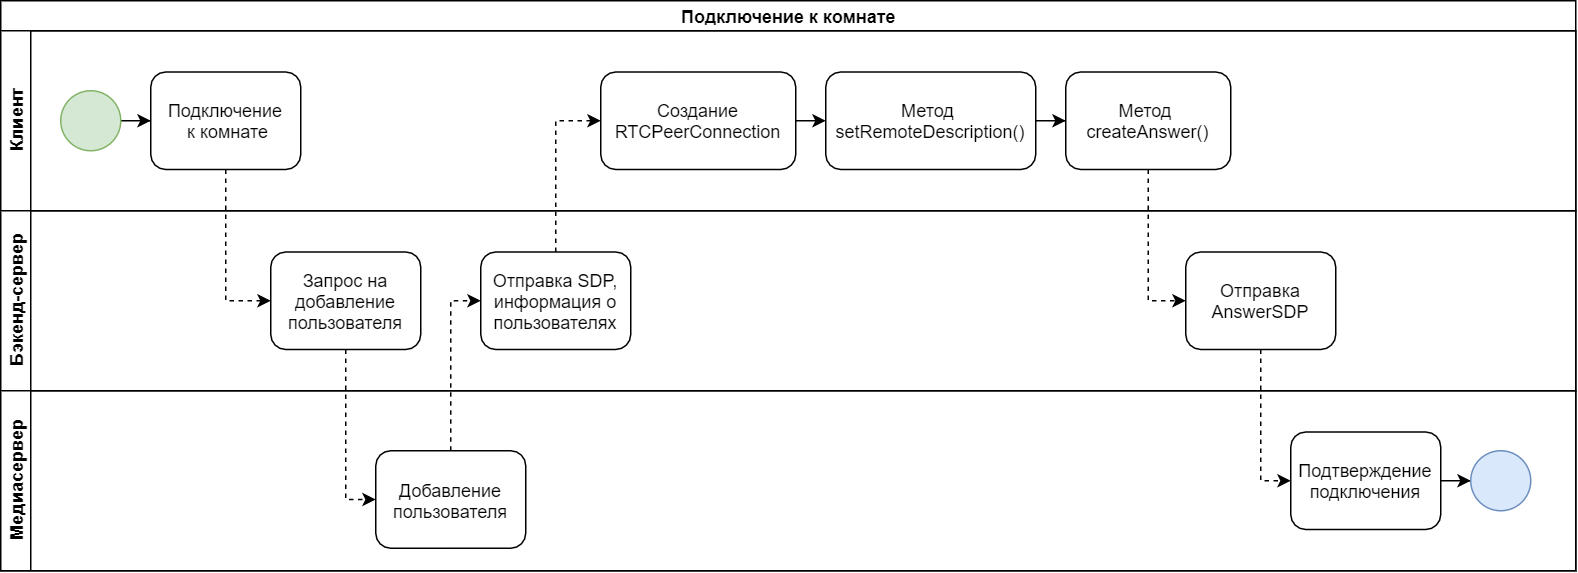 Подключение к комнате
Клиент
Подключение
к комнате
Создание
RTCPeerConnection
Метод
setRemoteDescription()
Метод
createAnswer()
Бэкенд-сервер
Запрос на
добавление
пользователя
Отправка SDP,
информация о
пользователях
Отправка
AnswerSDP
Медиасервер
Добавление
пользователя
Подтверждение
подключения